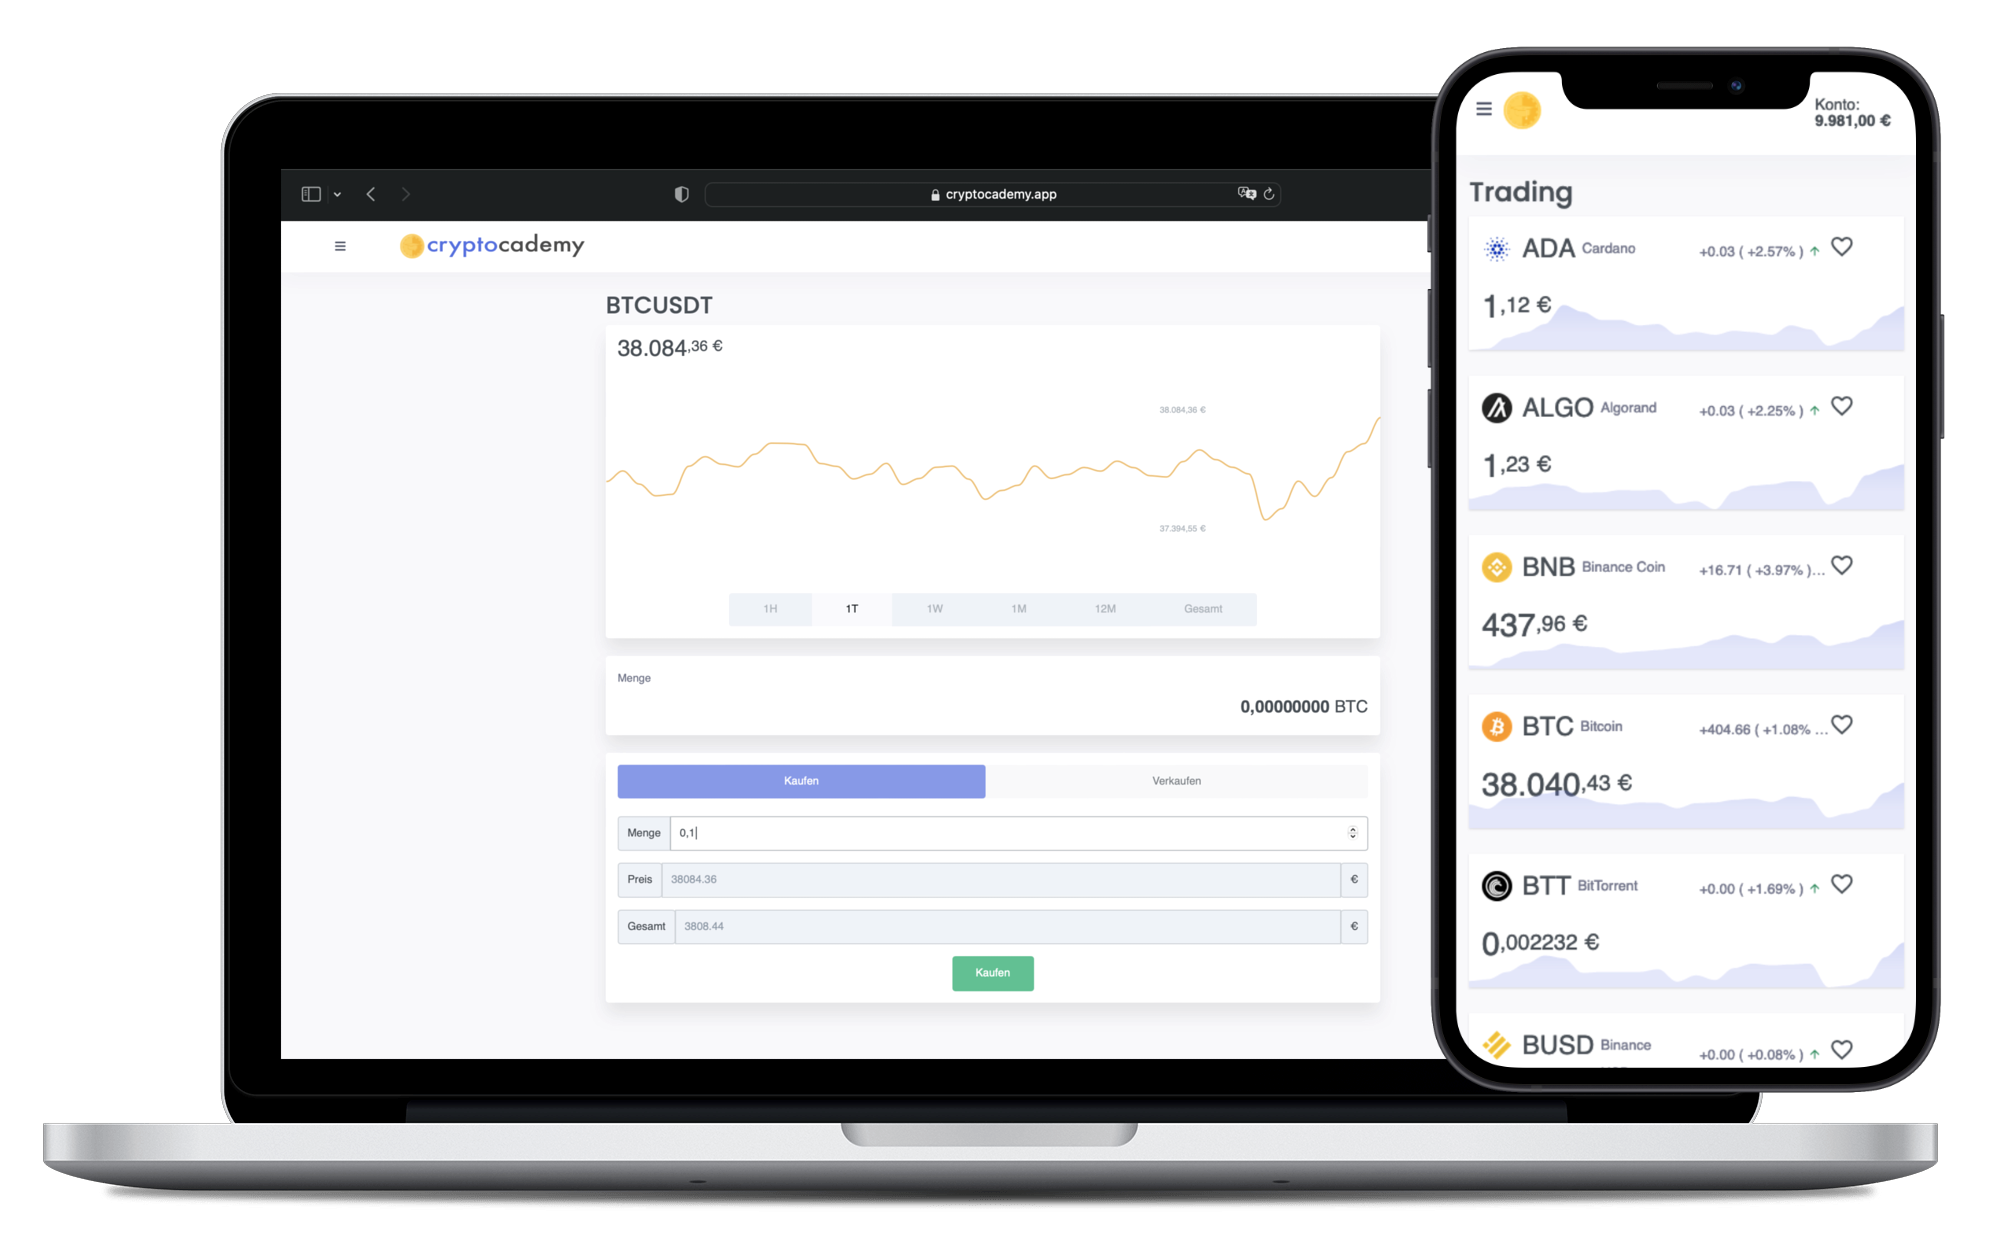 cryptocademy.app
cryptocademy
BTCUSDT
38.084,36 €
38.084,36 €
37.394,55 €
1H 1T 1W 1M 12M Gesamt
Menge
0,00000000 BTC
Kaufen Verkaufen
Menge 0,1
Preis 38084.36 €
Gesamt 3808.44 €
Kaufen
Konto:
9.981,00 €
Trading
ADA Cardano +0.03 ( +2.57% )
1,12 €
ALGO Algorand +0.03 ( +2.25% )
1,23 €
BNB Binance Coin +16.71 ( +3.97% )...
437,96 €
BTC Bitcoin +404.66 ( +1.08% ...
38.040,43 €
BTT BitTorrent +0.00 ( +1.69% )
0,002232 €
BUSD Binance +0.00 ( +0.08% )